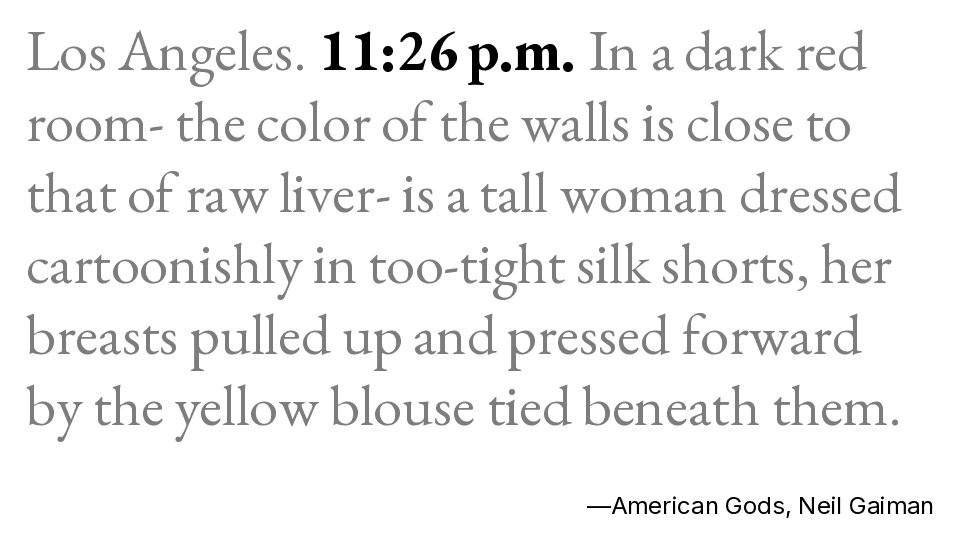 Los Angeles. 11:26 p.m. In a dark red
room- the color of the walls is close to
that of raw liver- is a tall woman dressed
cartoonishly in too-tight silk shorts, her
breasts pulled up and pressed forward
by the yellow blouse tied beneath them.
—American Gods, Neil Gaiman